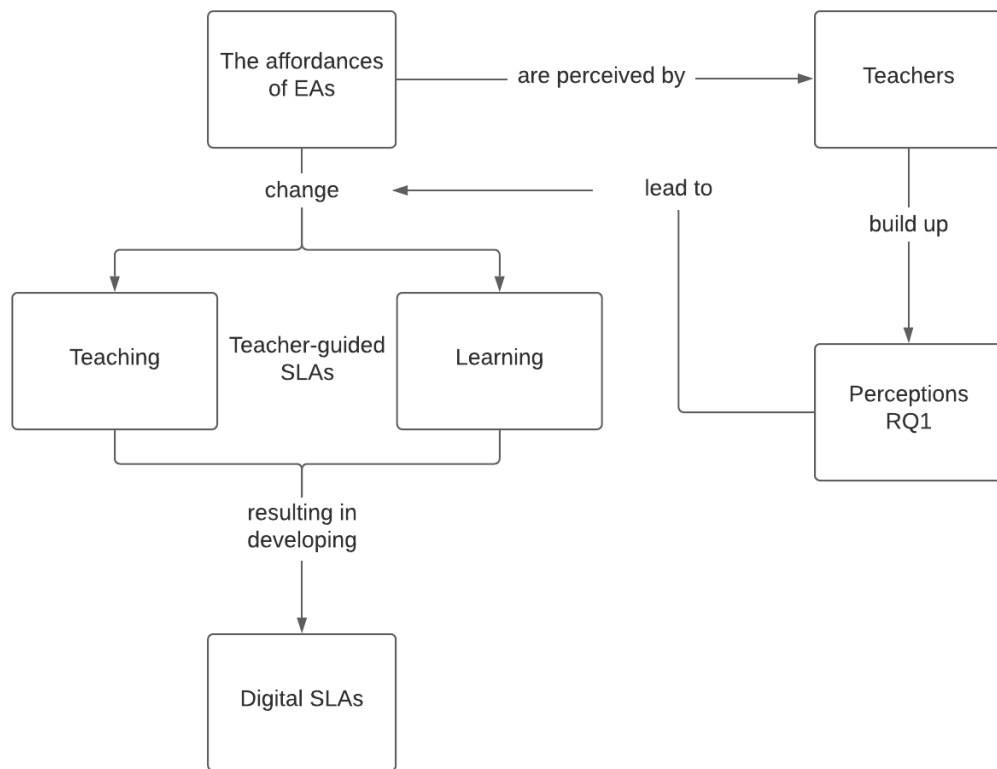 The affordances
of EAs
are perceived by
Teachers
change
lead to
build up
Teaching
Teacher-guided
SLAs
Learning
Perceptions
RQ1
resulting in
developing
Digital SLAs